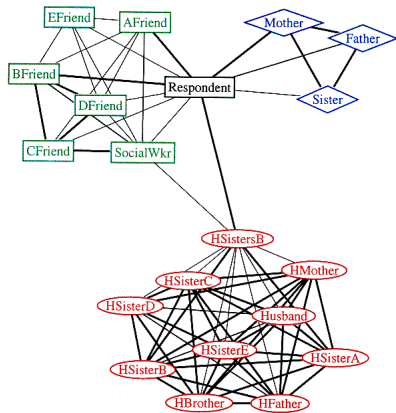 EFriend
AFriend
Mother
Father
BFriend
Respondent
Sister
DFriend
CFriend
SocialWkr
HSistersB
HSisterC
HMother
HSisterD
Husband
HSisterE
HSisterA
HSisterB
HBrother
HFather